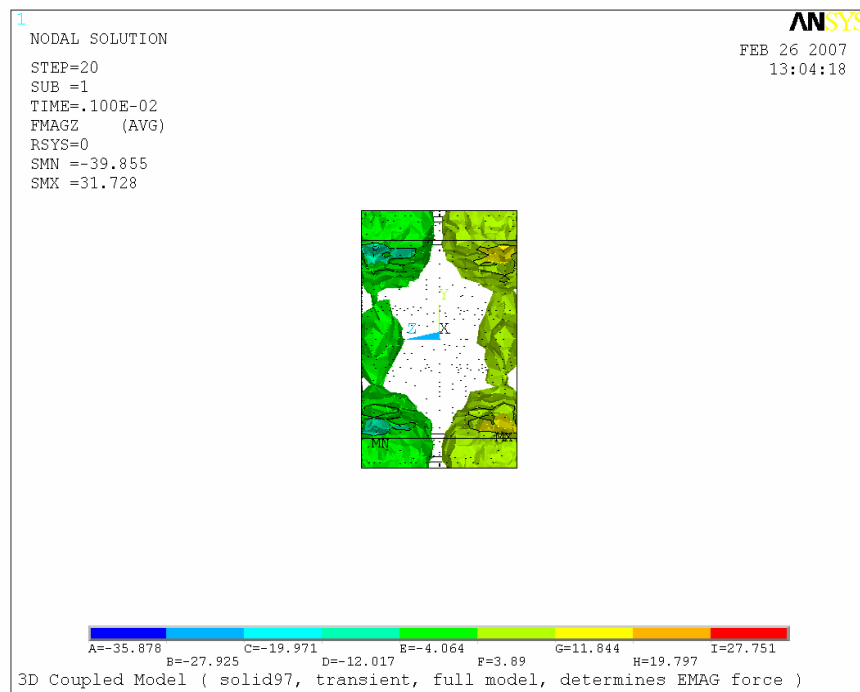 1
ANSYS
NODAL SOLUTION
FEB 26 2007
STEP=20
13:04:18
SUB =1
TIME=.100E-02
FMAGZ (AVG)
RSYS=0
SMN =-39.855
SMX =31.728
Y
Z X
MN MX
A=-35.878 C=-19.971 E=-4.064 G=11.844 I=27.751
B=-27.925 D=-12.017 F=3.89 H=19.797
3D Coupled Model ( solid97, transient, full model, determines EMAG force )